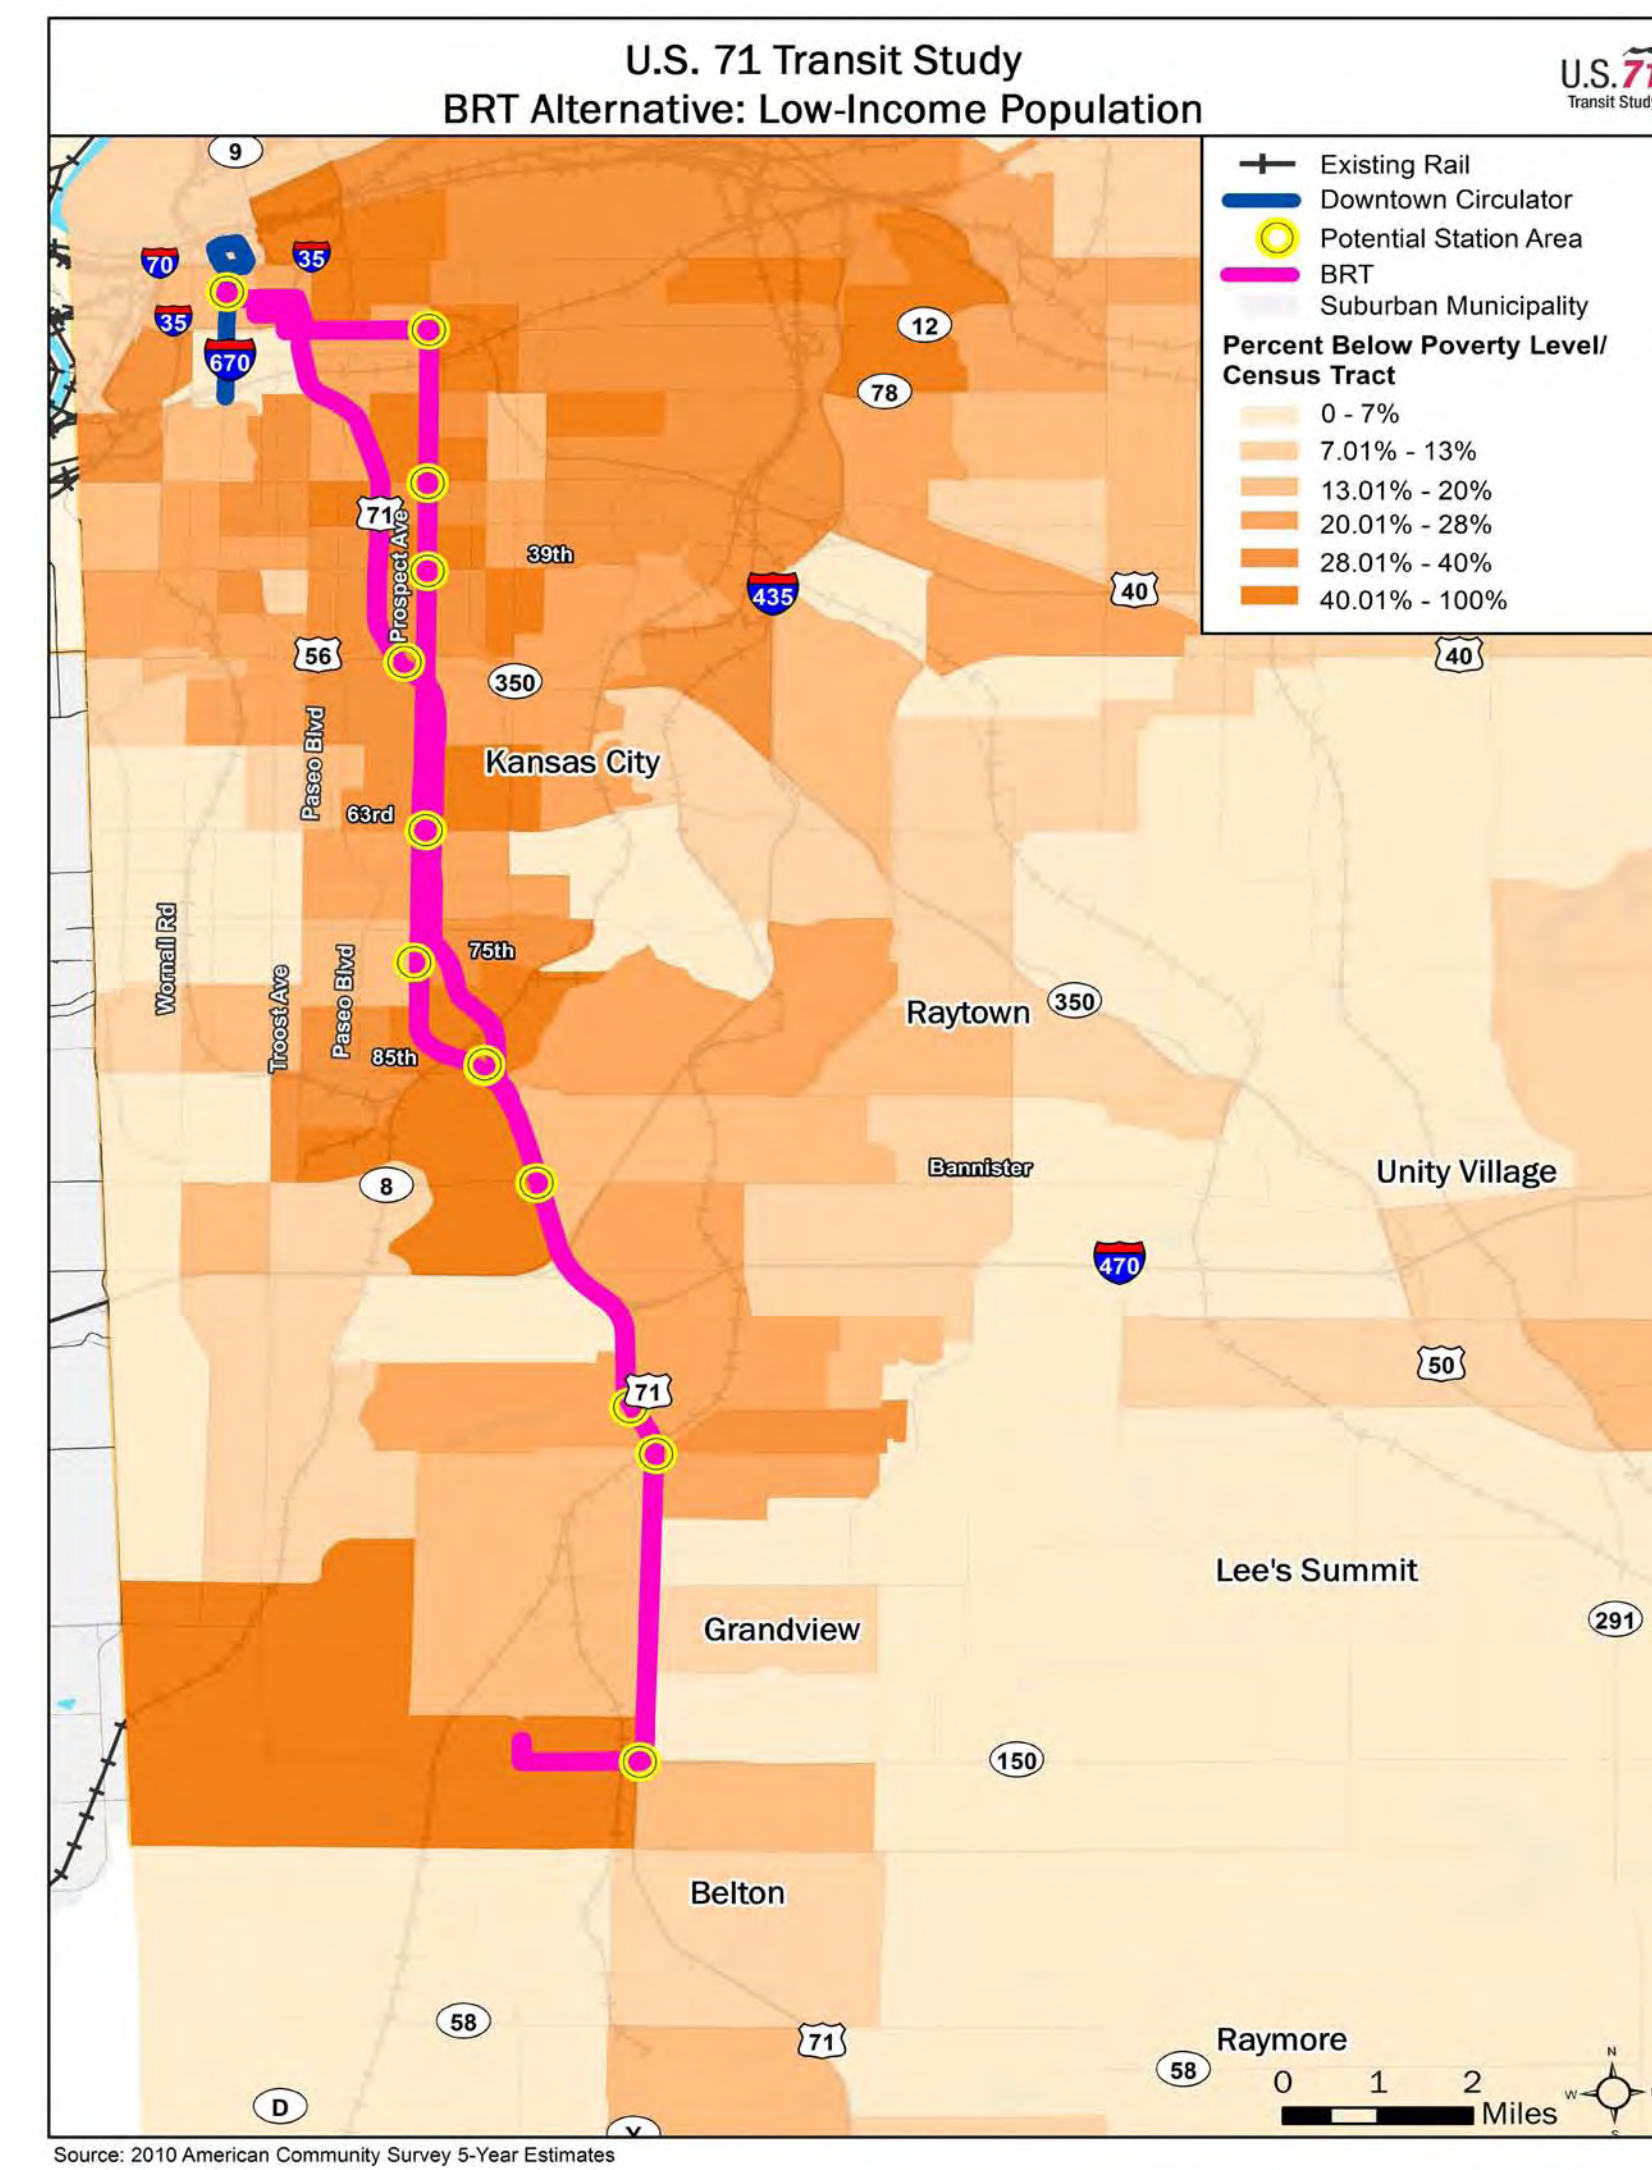 U.S. 71 Transit Study
BRT Alternative: Low-Income Population
U.S. 71
Transit Study
Existing Rail
Downtown Circulator
Potential Station Area
BRT
Suburban Municipality
Percent Below Poverty Level/
Census Tract
0 - 7%
7.01% - 13%
13.01% - 20%
20.01% - 28%
28.01% - 40%
40.01% - 100%
9
70
35
35
670
12
78
71
Prospect Ave
39th
435
40
56
350
40
Paseo Blvd
Kansas City
63rd
Wornall Rd
Troost Ave
Paseo Blvd
75th
Raytown
350
85th
8
Bannister
Unity Village
470
50
71
Lee's Summit
Grandview
291
150
Belton
58
71
Raymore
58
D
Y
0 1 2
Miles
N
W
S
Source: 2010 American Community Survey 5-Year Estimates